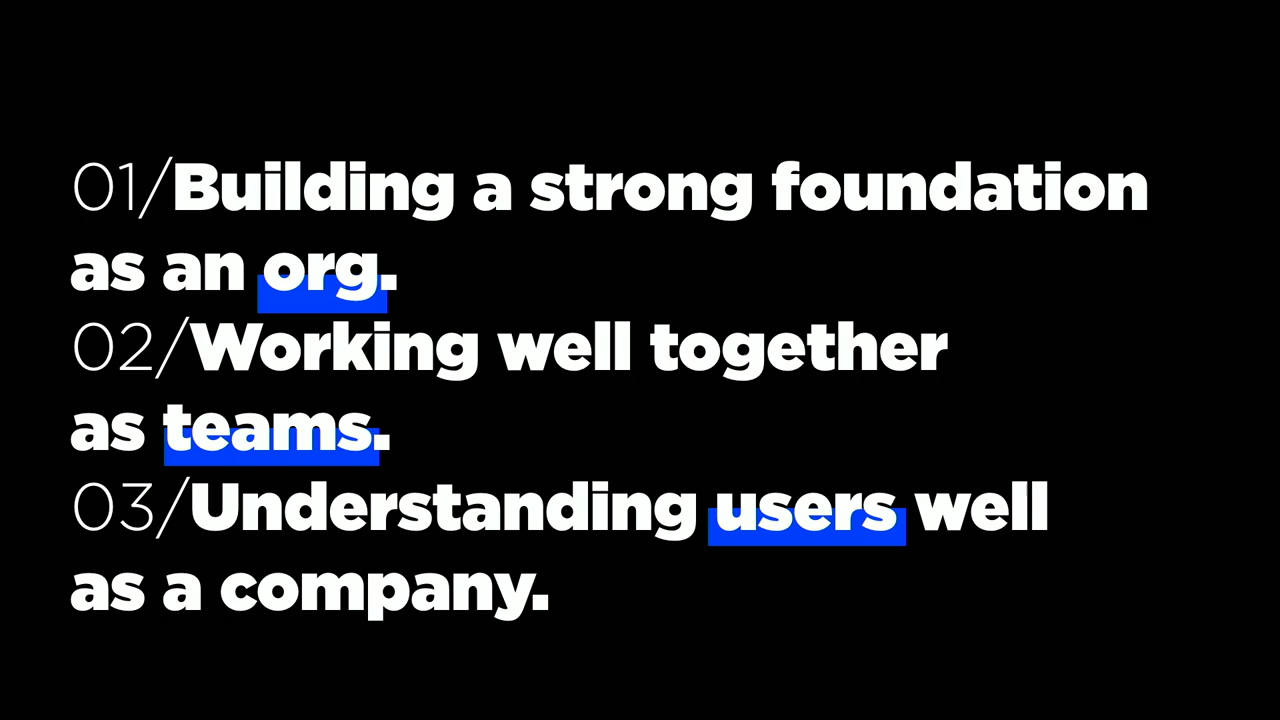 01/Building a strong foundation
as an org.
02/Working well together
as teams.
03/Understanding users well
as a company.